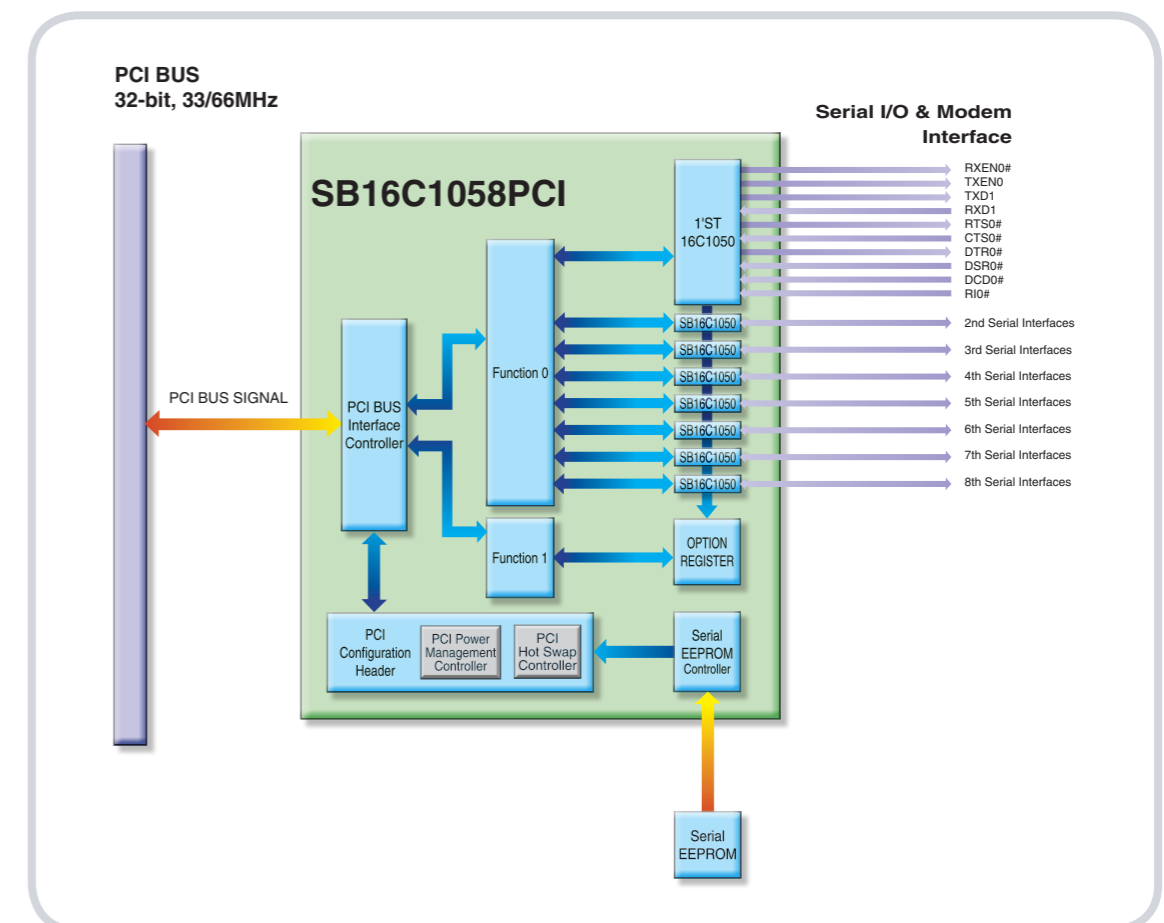 PCI BUS
32-bit, 33/66MHz
Serial I/O & Modem
Interface
SB16C1058PCI
1'ST
16C1050
RXEN0#
TXEN0
TXD1
RXD1
RTS0#
CTS0#
DTR0#
DSR0#
DCD0#
RI0#
SB16C1050
2nd Serial Interfaces
SB16C1050
3rd Serial Interfaces
SB16C1050
4th Serial Interfaces
SB16C1050
5th Serial Interfaces
SB16C1050
6th Serial Interfaces
SB16C1050
7th Serial Interfaces
SB16C1050
8th Serial Interfaces
Function 0
PCI BUS SIGNAL
PCI BUS
Interface
Controller
Function 1
OPTION
REGISTER
PCI
Configuration
Header
PCI Power
Management
Controller
PCI
Hot Swap
Controller
Serial
EEPROM
Controller
Serial
EEPROM